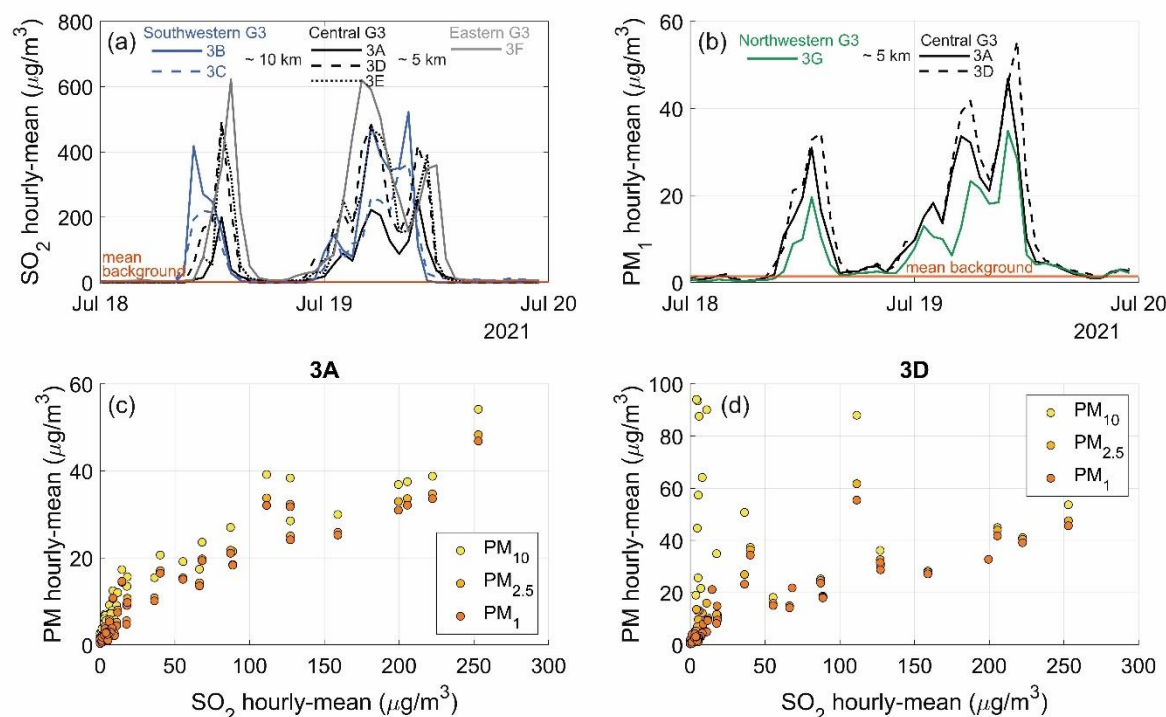 (a)
Southwestern G3
3B
3C
~ 10 km
Central G3
3A
3D
3E
~ 5 km
Eastern G3
3F
SO2 hourly-mean (μg/m3)
800
600
400
200
0
mean
background
Jul 18
Jul 19
Jul 20
2021
(b)
Northwestern G3
3G
~ 5 km
Central G3
3A
3D
PM1 hourly-mean (μg/m3)
60
40
20
0
mean background
Jul 18
Jul 19
Jul 20
2021
3A
(c)
PM hourly-mean (μg/m3)
60
40
20
0
PM10
PM2.5
PM1
0
50
100
150
200
250
300
SO2 hourly-mean (μg/m3)
3D
(d)
PM hourly-mean (μg/m3)
100
80
60
40
20
0
PM10
PM2.5
PM1
0
50
100
150
200
250
300
SO2 hourly-mean (μg/m3)